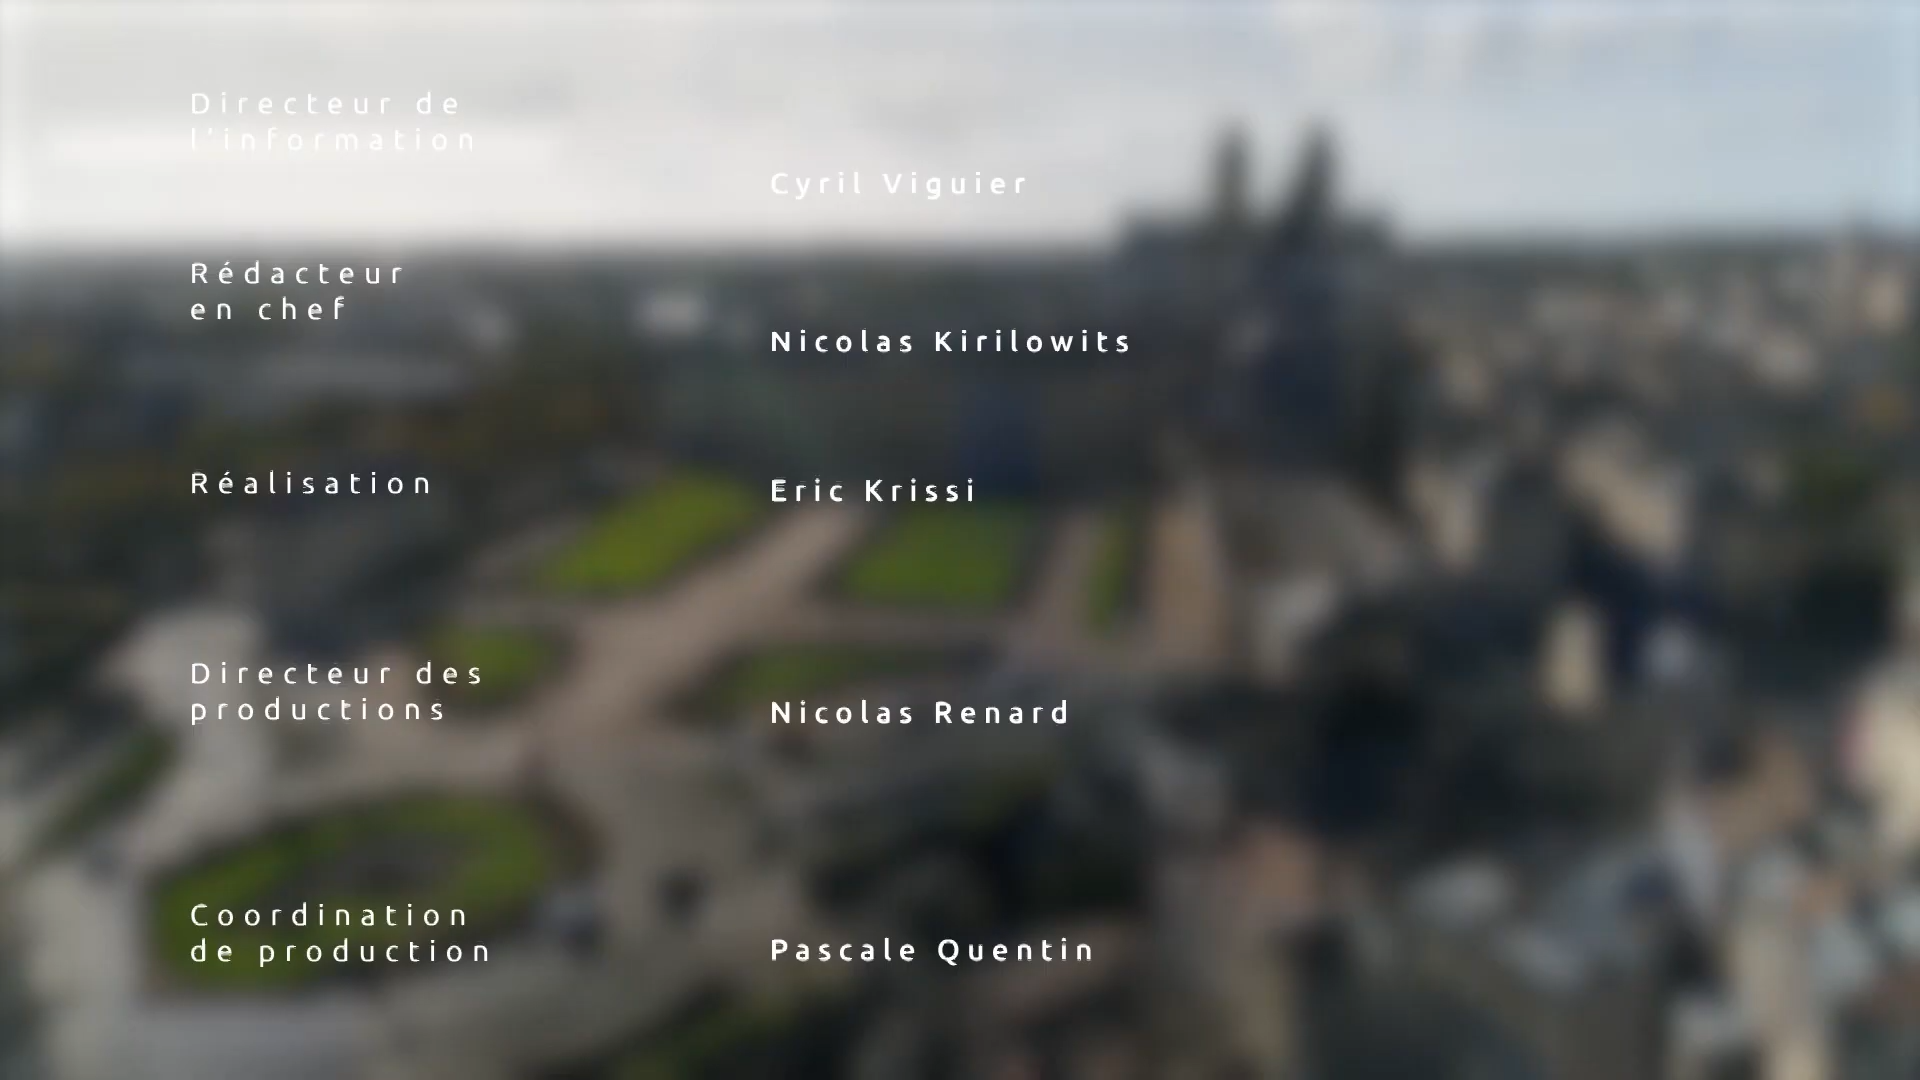 Directeur de
l'information
Cyril Viguier
Rédacteur
en chef
Nicolas Kirilowits
Réalisation
Eric Krissi
Directeur des
productions
Nicolas Renard
Coordination
de production
Pascale Quentin